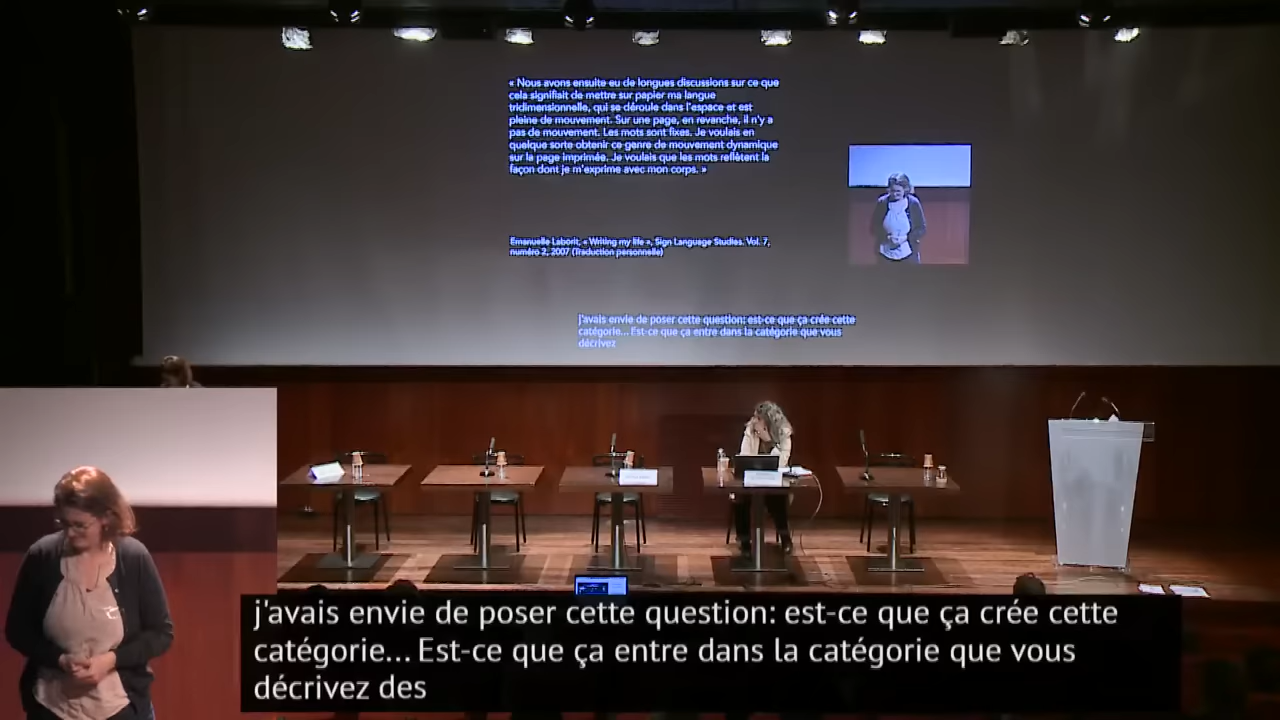 « Nous avons ensuite eu de longues discussions sur ce que
cela signifiait de mettre sur papier ma langue
tridimensionnelle, qui se déroule dans l'espace et est
pleine de mouvement. Sur une page, en revanche, il n'y a
pas de mouvement. Les mots sont fixes. Je voulais en
quelque sorte obtenir ce genre de mouvement dynamique
sur la page imprimée. Je voulais que les mots reflètent la
façon dont je m'exprime avec mon corps. »
Emanuelle Laborit, « Writing my life », Sign Language Studies. Vol. 7,
numéro 2, 2007 (Traduction personnelle)
j'avais envie de poser cette question: est-ce que ça crée cette
catégorie... Est-ce que ça entre dans la catégorie que vous
décrivez
j'avais envie de poser cette question: est-ce que ça crée cette
catégorie... Est-ce que ça entre dans la catégorie que vous
décrivez des